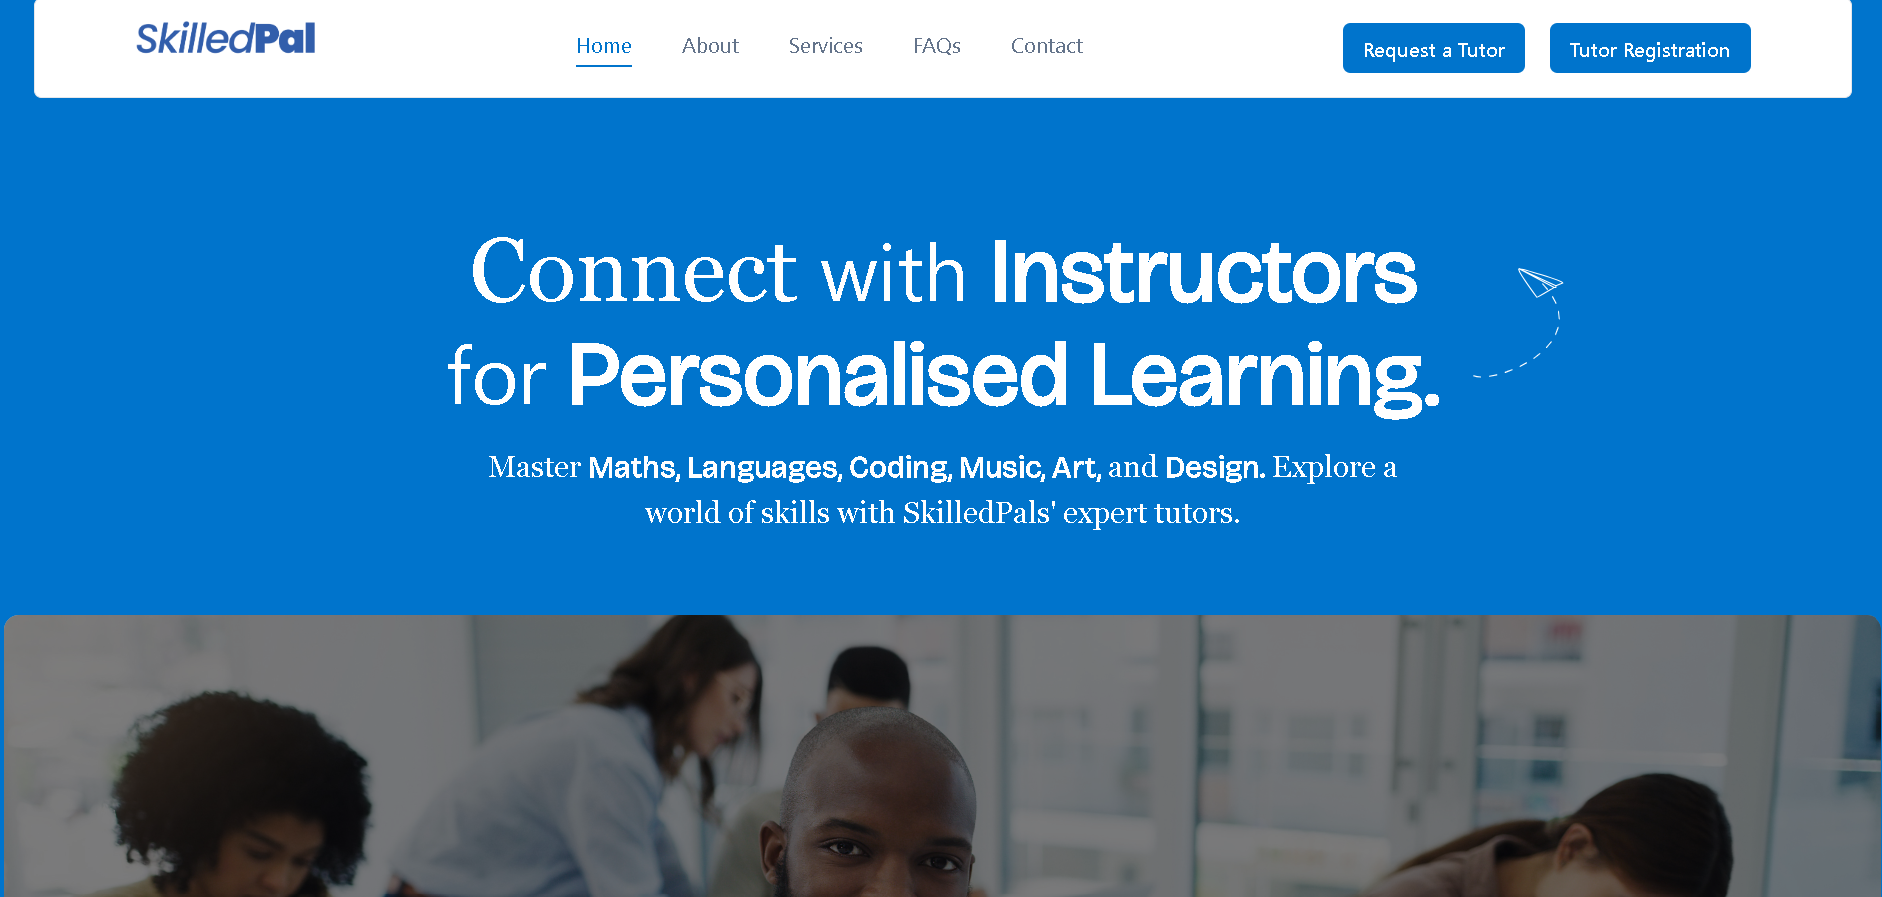 SkilledPal
Home About Services FAQs Contact
Request a Tutor Tutor Registration
Connect with Instructors
for Personalised Learning.
Master Maths, Languages, Coding, Music, Art, and Design. Explore a
world of skills with SkilledPals' expert tutors.